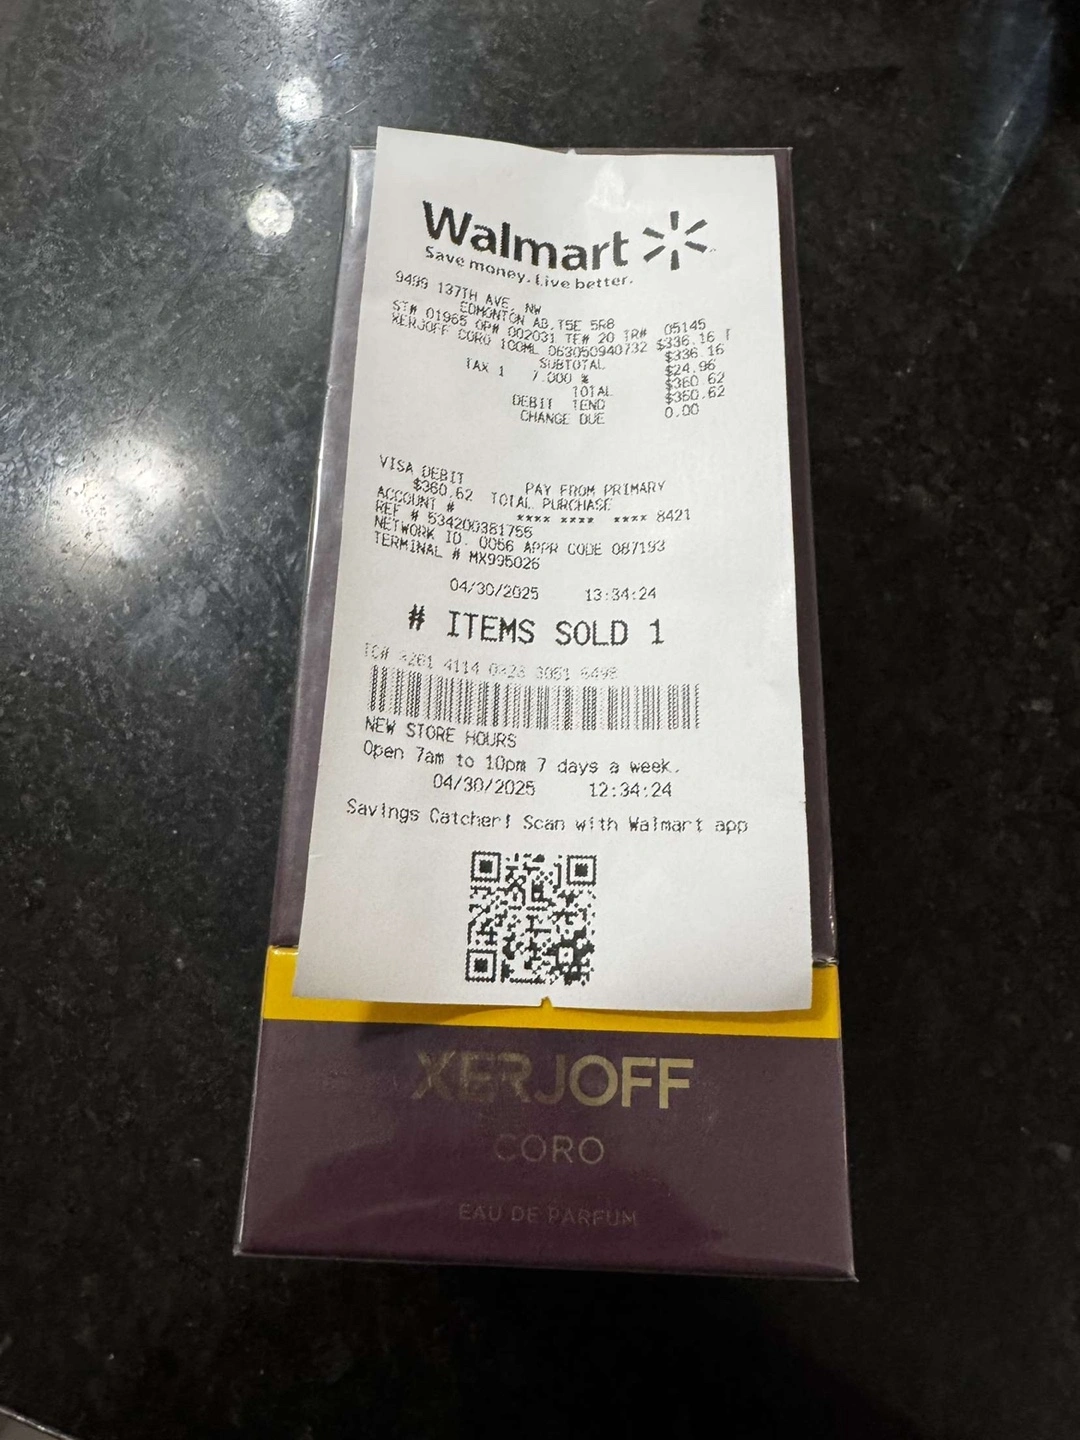 Walmart
Save money. Live better.
9499 137TH AVE, NW
EDMONTON AB, T5E 5R8
ST# 01965 OP# 002031 TE# 20 TR# 05145
XERJOFF CORO 100ML 063050940732 $336.16 T
SUBTOTAL $336.16
TAX 1 7.000 % $24.96
TOTAL $360.62
DEBIT TEND $360.62
CHANGE DUE 0.00
VISA DEBIT PAY FROM PRIMARY
$360.62 TOTAL PURCHASE
ACCOUNT # **** **** **** 8421
REF # 534200381755
NETWORK ID. 0056 APPR CODE 087193
TERMINAL # MX995026
04/30/2025 13:34:24
# ITEMS SOLD 1
TC# 4114 3061
NEW STORE HOURS
Open 7am to 10pm 7 days a week.
04/30/2025 12:34:24
Savings Catcher! Scan with Walmart app
XERJOFF
CORO
EAU DE PARFUM